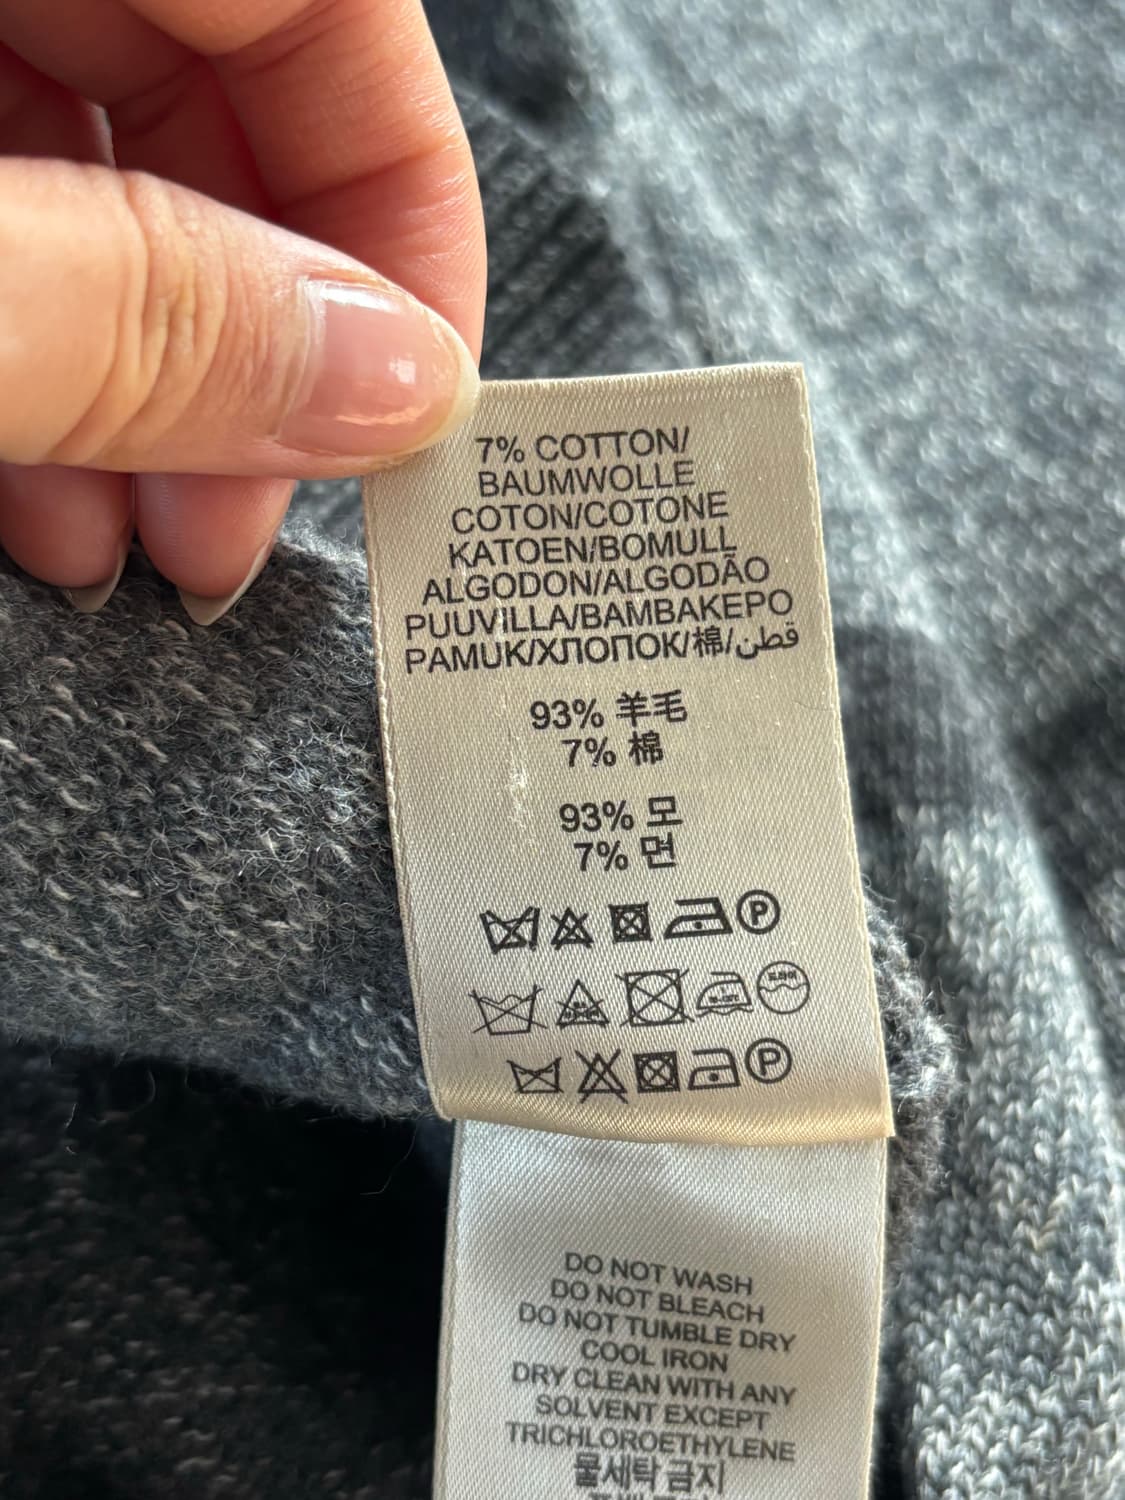 7% COTTON/
BAUMWOLLE
COTON/COTONE
KATOEN/BOMULL
ALGODON/ALGODÃO
PUUVILLA/BAMBAKEPO
PAMUK/ХЛОПОК/棉/قطن
93% 羊毛
7% 棉
93% 모
7% 면
P
P
DO NOT WASH
DO NOT BLEACH
DO NOT TUMBLE DRY
COOL IRON
DRY CLEAN WITH ANY
SOLVENT EXCEPT
TRICHLOROETHYLENE
물세탁 금지